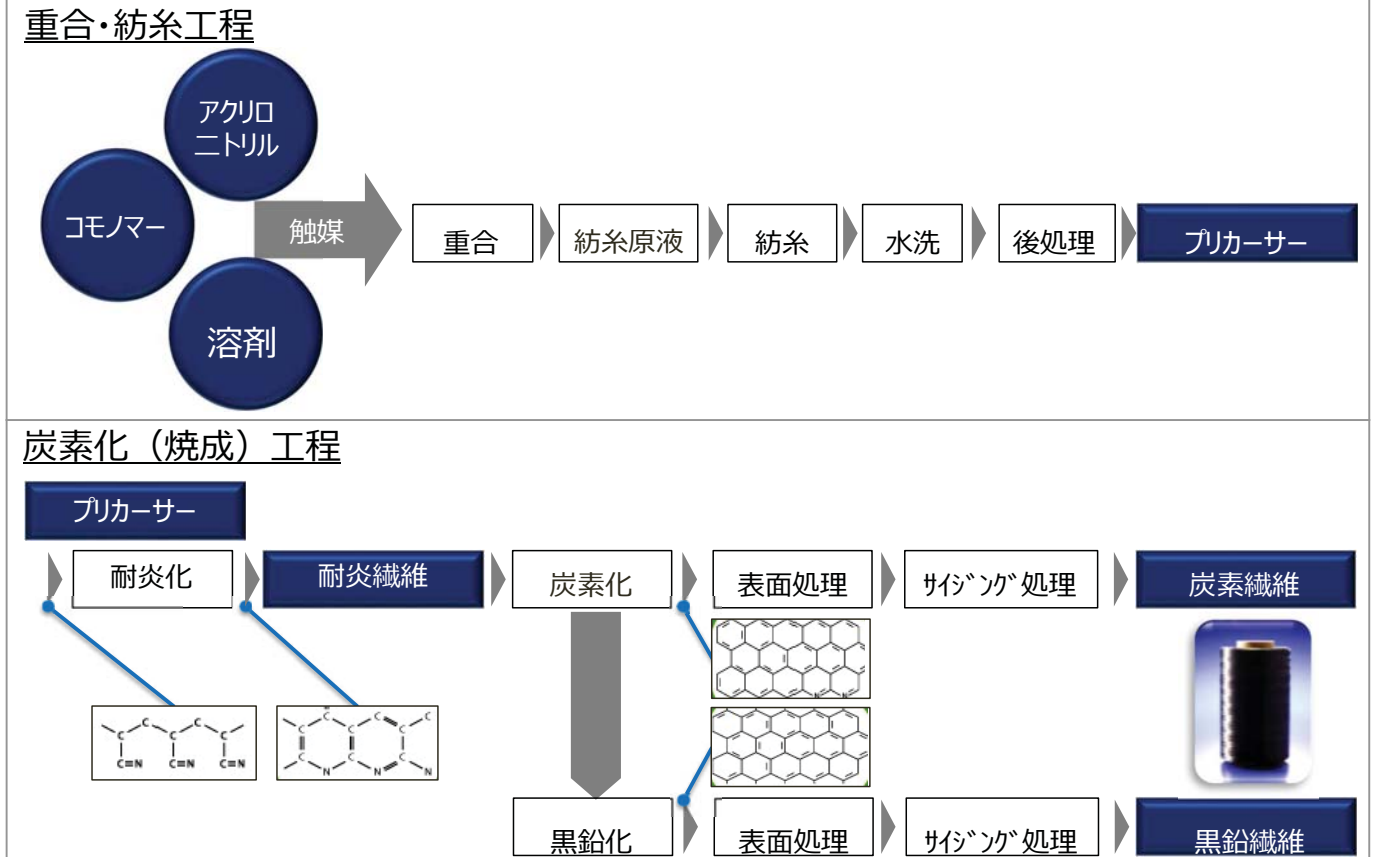 重合・紡糸工程
アクリロ
ニトリル
コモノマー
溶剤
触媒
重合
紡糸原液
紡糸
水洗
後処理
プリカーサー
炭素化（焼成）工程
プリカーサー
耐炎化
耐炎繊維
炭素化
表面処理
ｻｲｼﾞﾝｸﾞ処理
炭素繊維
C C C
C C C
C≡N C≡N C≡N
N N N
N N
黒鉛化
表面処理
ｻｲｼﾞﾝｸﾞ処理
黒鉛繊維